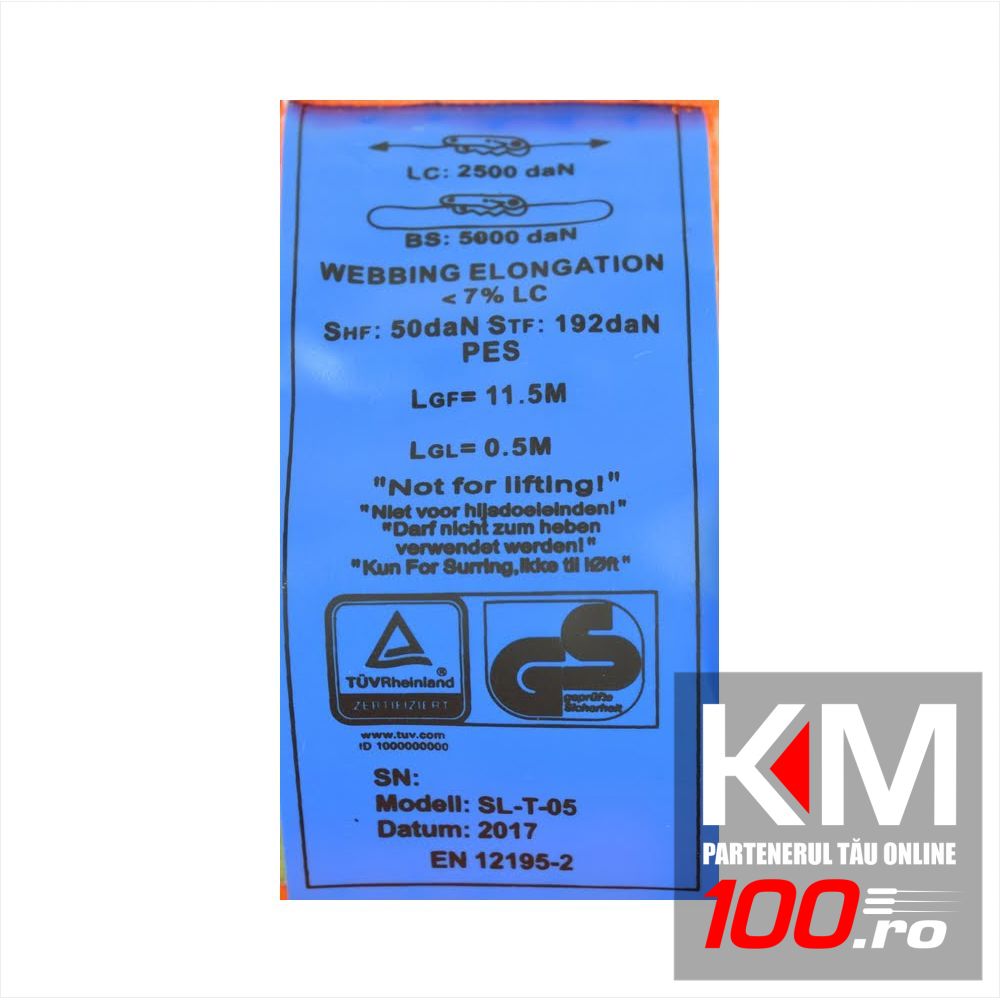 LC: 2500 daN
BS: 5000 daN
WEBBING ELONGATION
< 7% LC
SHF: 50daN STF: 192daN
PES
LGF= 11.5M
LGL= 0.5M
"Not for lifting!"
"Niet voor hijsdoeleinden!"
"Darf nicht zum heben
verwendet werden!"
"Kun For Surring,Ikke til lØft"
TÜVRheinland ®
ZERTIFIZIERT
GS
geprüfte
Sicherheit
www.tuv.com
ID 1000000000
SN:
Modell: SL-T-05
Datum: 2017
EN 12195-2
KM
PARTENERUL TĂU ONLINE
100.ro